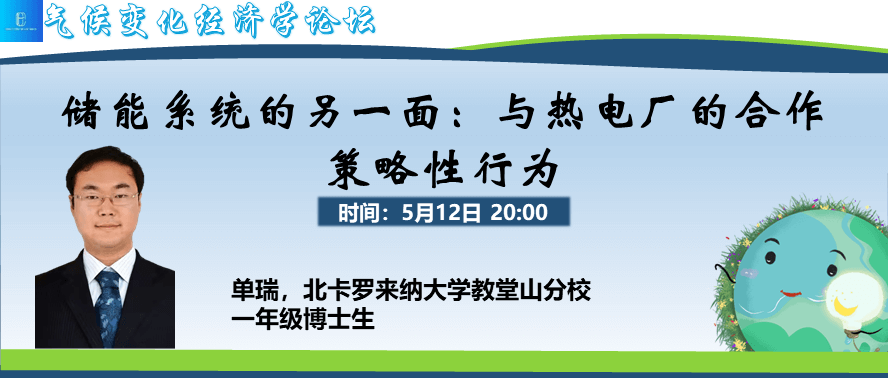 气候变化经济学论坛
储能系统的另一面：与热电厂的合作
策略性行为
时间：5月12日 20:00
单瑞，北卡罗来纳大学教堂山分校
一年级博士生